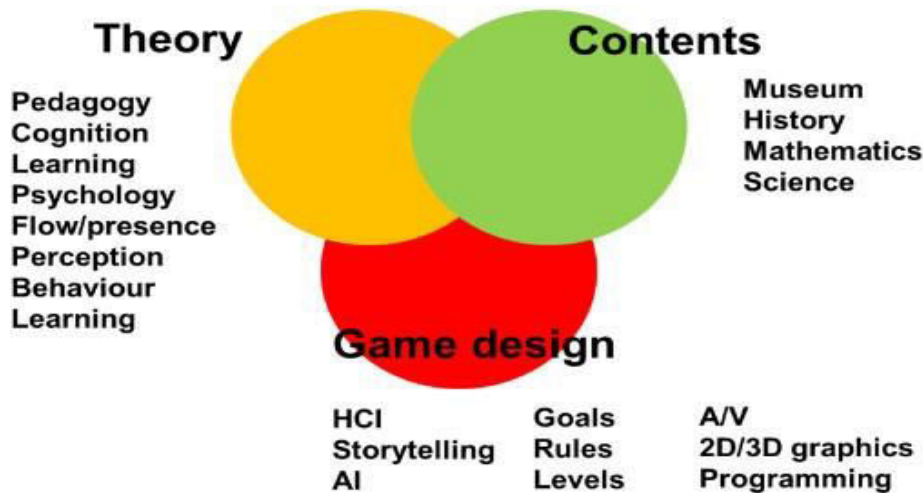 Theory
Contents
Pedagogy
Cognition
Learning
Psychology
Flow/presence
Perception
Behaviour
Learning
Museum
History
Mathematics
Science
Game design
HCI
Storytelling
AI
Goals
Rules
Levels
A/V
2D/3D graphics
Programming